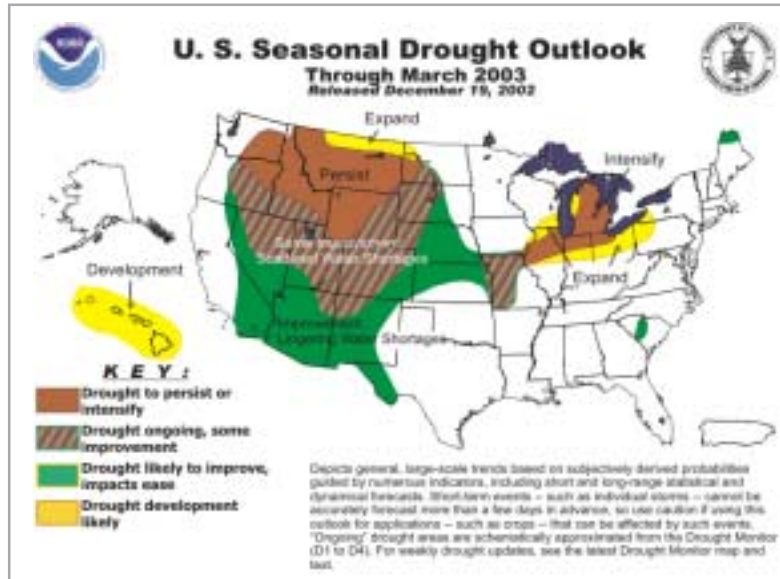 U. S. Seasonal Drought Outlook
Through March 2003
Released December 19, 2002
Expand
Persist
Intensify
Some Improvement
Scattered Water Shortages
Development
Expand
Improvement
Lingering Water Shortages
K E Y :
Drought to persist or
intensify
Drought ongoing, some
improvement
Drought likely to improve,
impacts ease
Drought development
likely
Depicts general, large-scale trends based on subjectively derived probabilities
guided by numerous indicators, including short and long-range statistical and
dynamical forecasts. Short-term events -- such as individual storms -- cannot be
accurately forecast more than a few days in advance, so use caution if using this
outlook for applications -- such as crops -- that can be affected by such events.
"Ongoing" drought areas are schematically approximated from the Drought Monitor
(D1 to D4). For weekly drought updates, see the latest Drought Monitor map and
text.